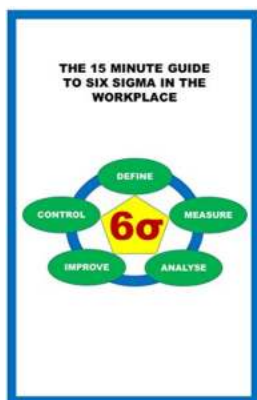 THE 15 MINUTE GUIDE
TO SIX SIGMA IN THE
WORKPLACE
DEFINE
CONTROL
MEASURE
6σ
IMPROVE
ANALYSE